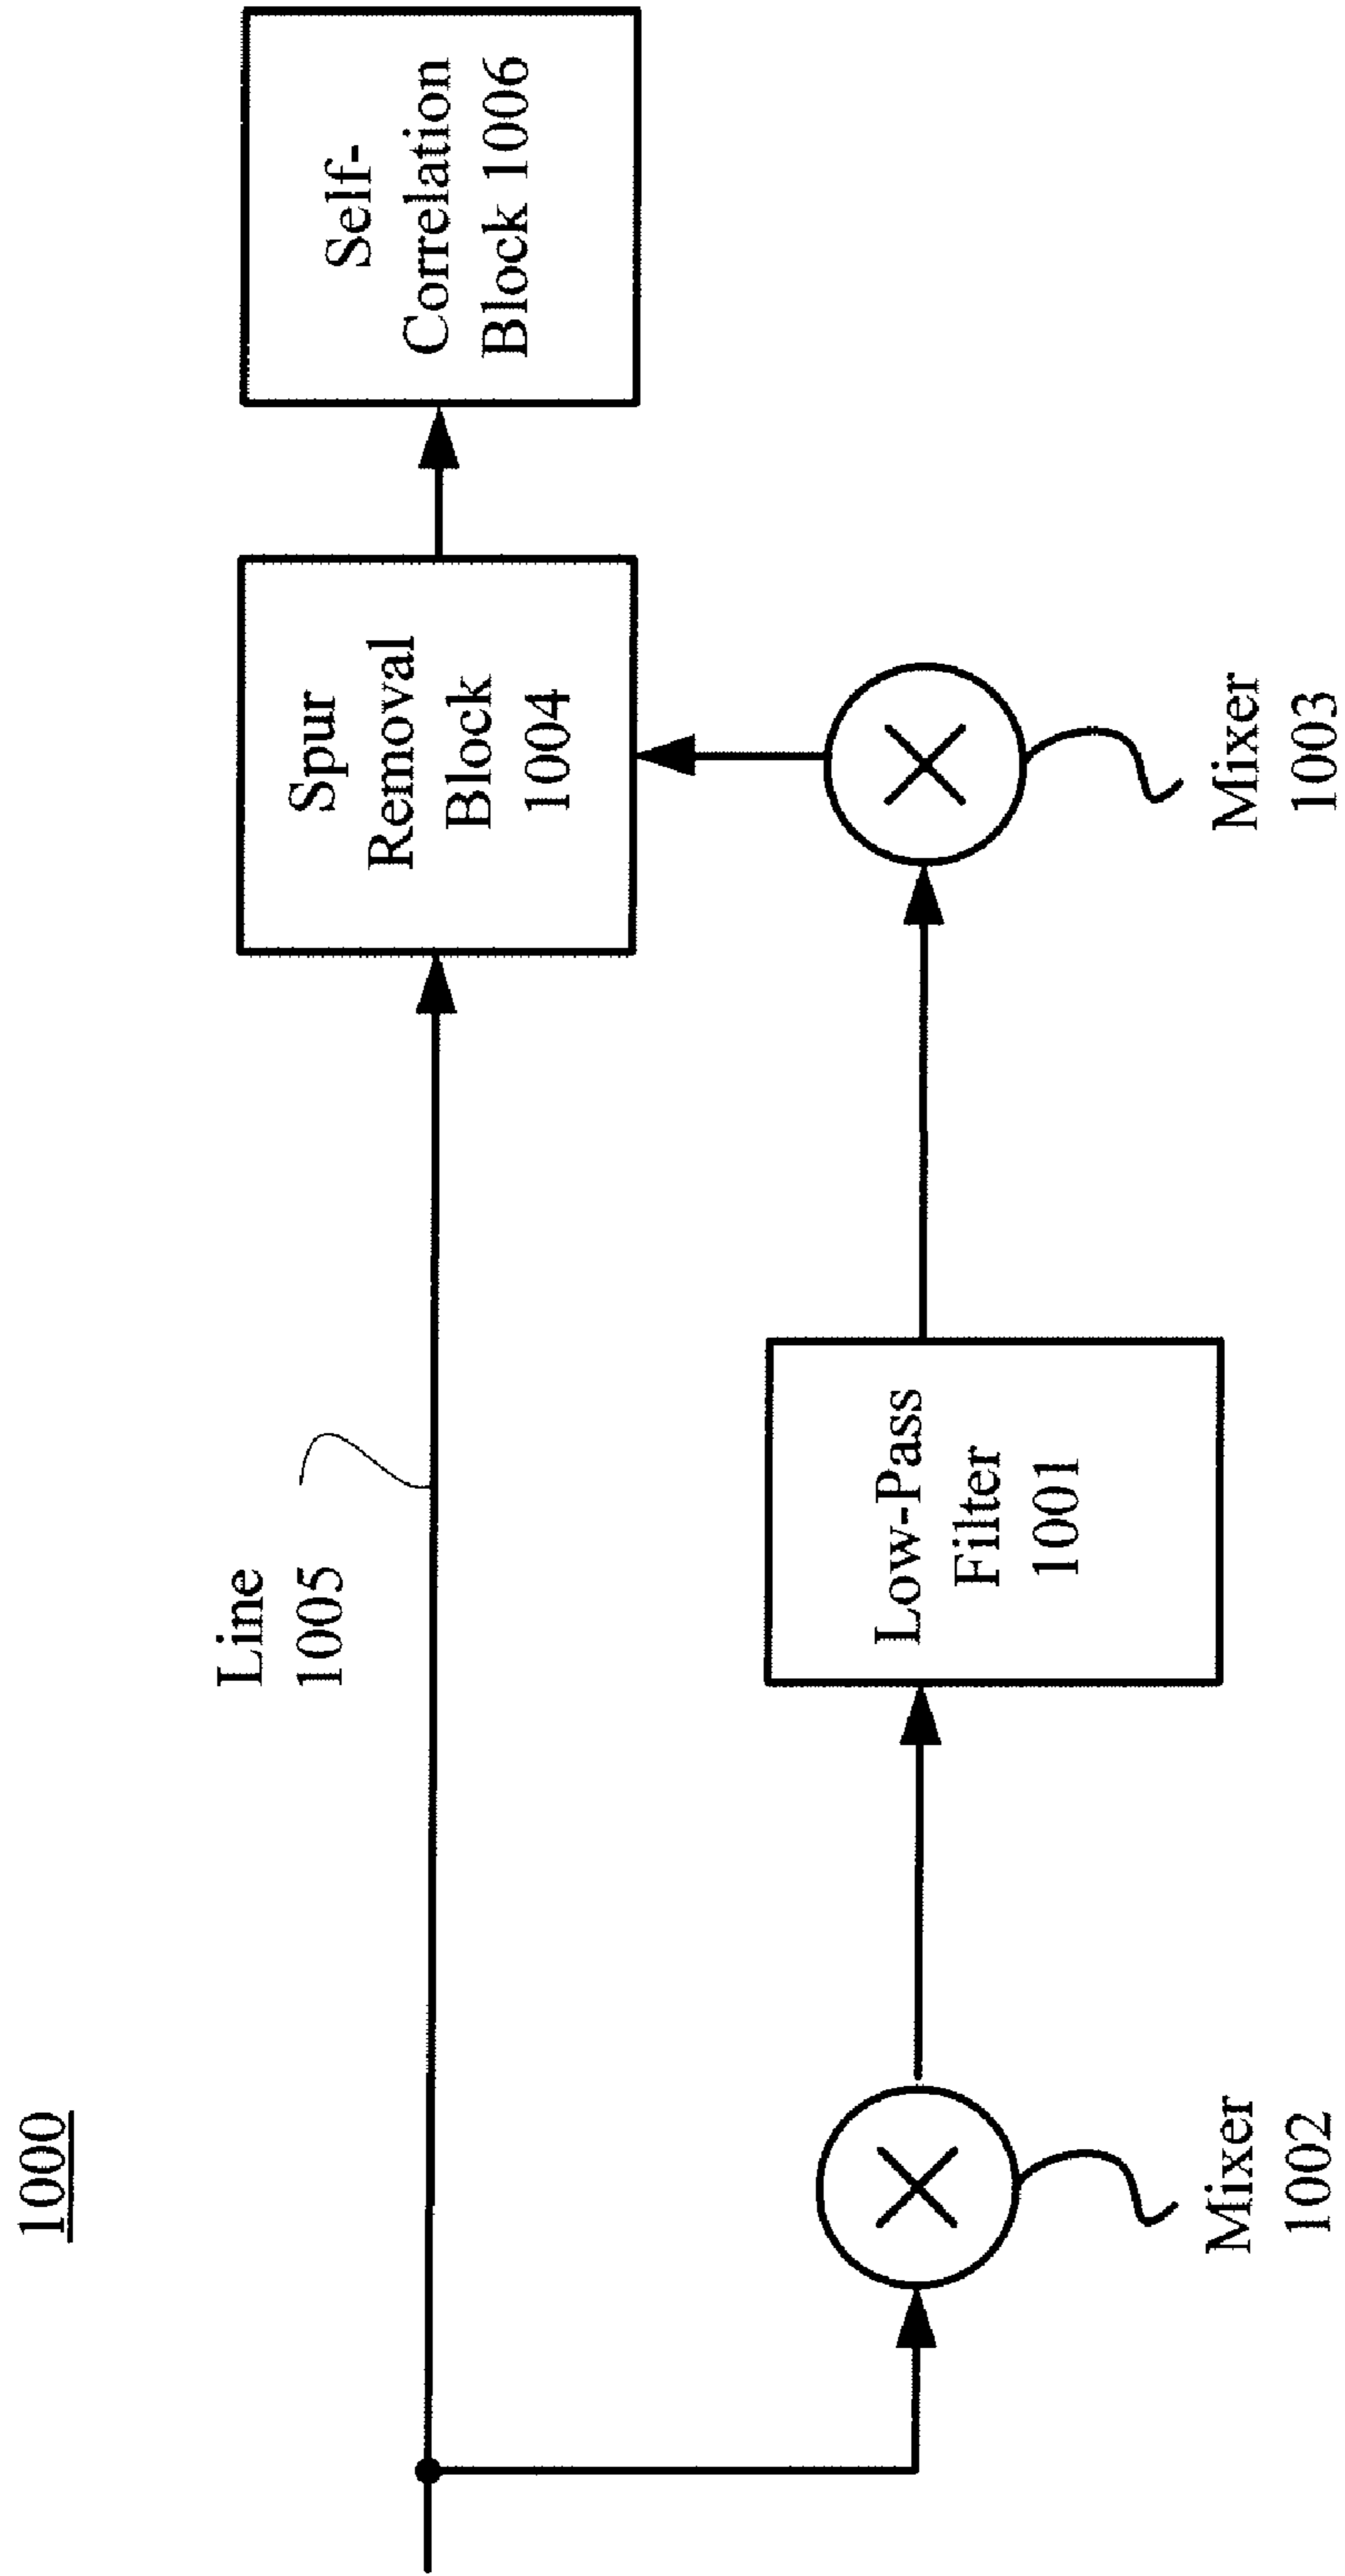 1000
Line
1005
Spur
Removal
Block
1004
Self-
Correlation
Block 1006
Low-Pass
Filter
1001
Mixer
1002
Mixer
1003